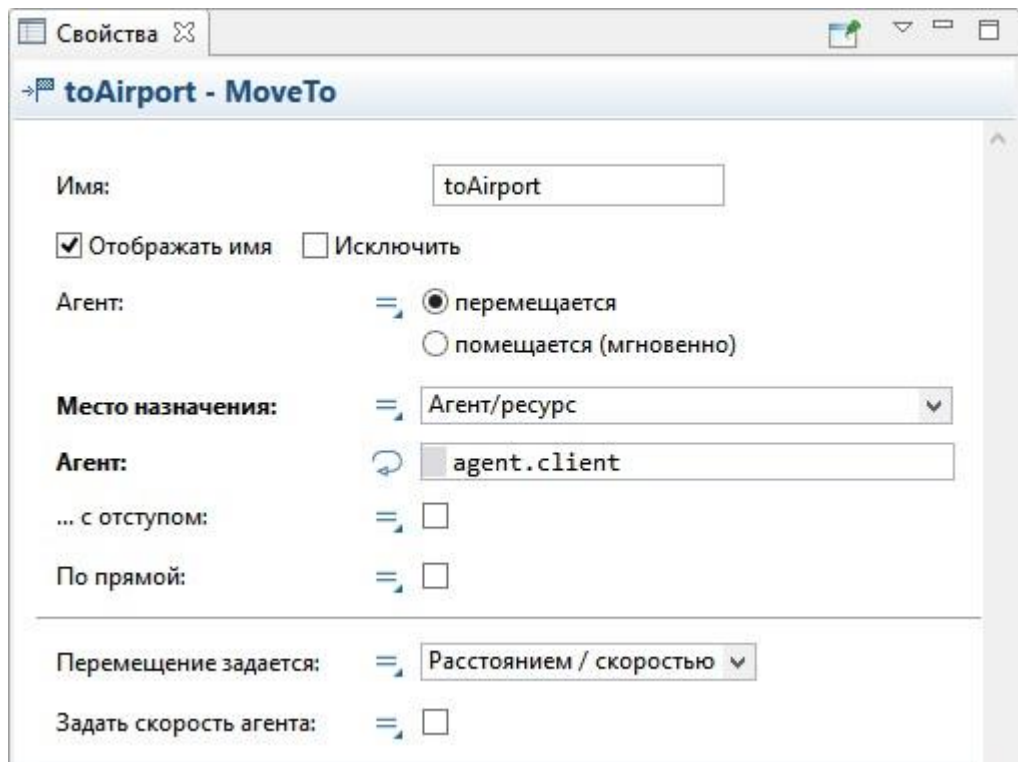 Свойства
toAirport - MoveTo
Имя: toAirport
Отображать имя Исключить
Агент: перемещается
помещается (мгновенно)
Место назначения: Агент/ресурс
Агент: agent.client
... с отступом:
По прямой:
Перемещение задается: Расстоянием / скоростью
Задать скорость агента: